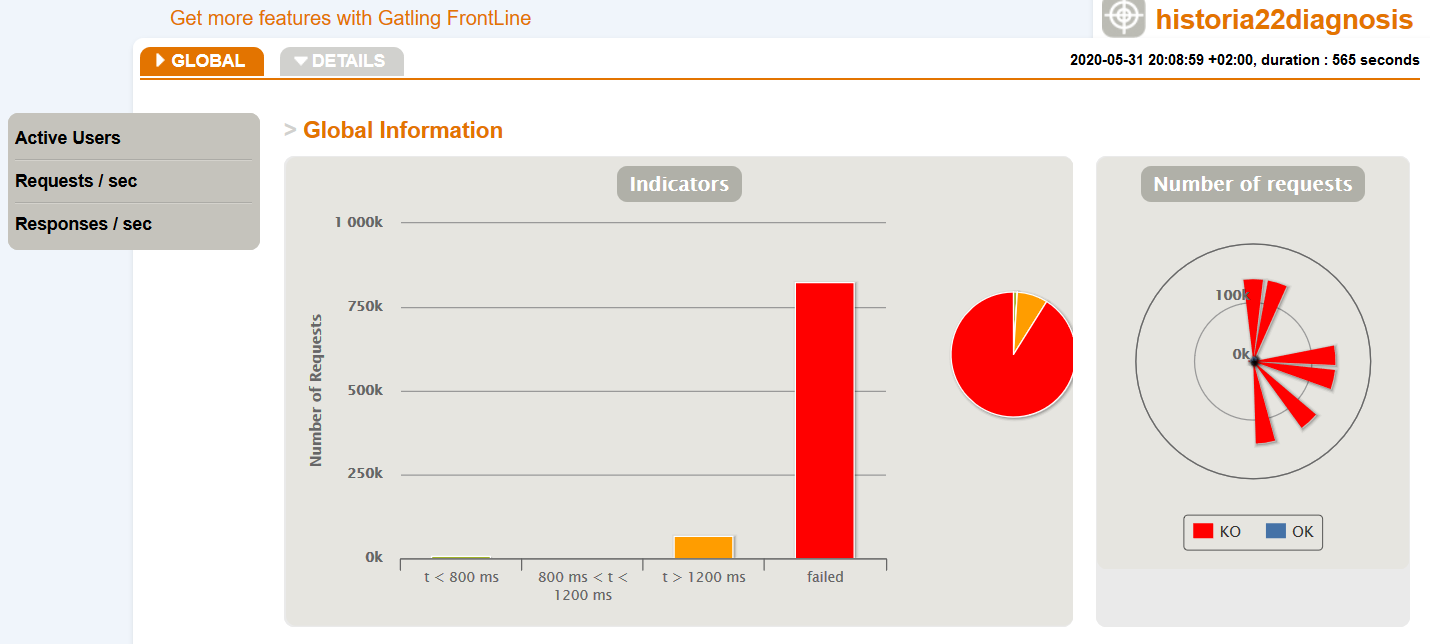 Get more features with Gatling FrontLine
historia22diagnosis
GLOBAL
DETAILS
2020-05-31 20:08:59 +02:00, duration : 565 seconds
Active Users
Requests / sec
Responses / sec
> Global Information
Indicators
1 000k
750k
500k
250k
0k
Number of Requests
t < 800 ms
800 ms < t <
1200 ms
t > 1200 ms
failed
Number of requests
100k
0k
KO
OK